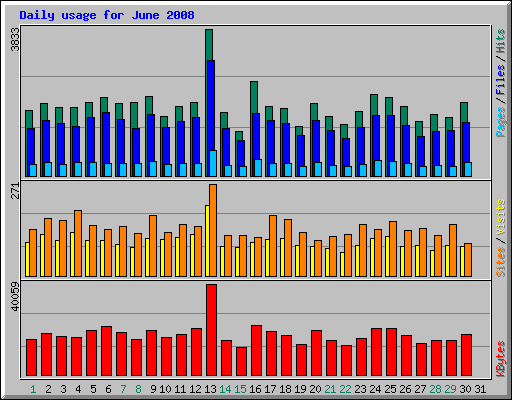 Daily usage for June 2008
3833
Pages / Files / Hits
271
Sites / Visits
40059
KBytes
1 2 3 4 5 6 7 8 9 10 11 12 13 14 15 16 17 18 19 20 21 22 23 24 25 26 27 28 29 30 31